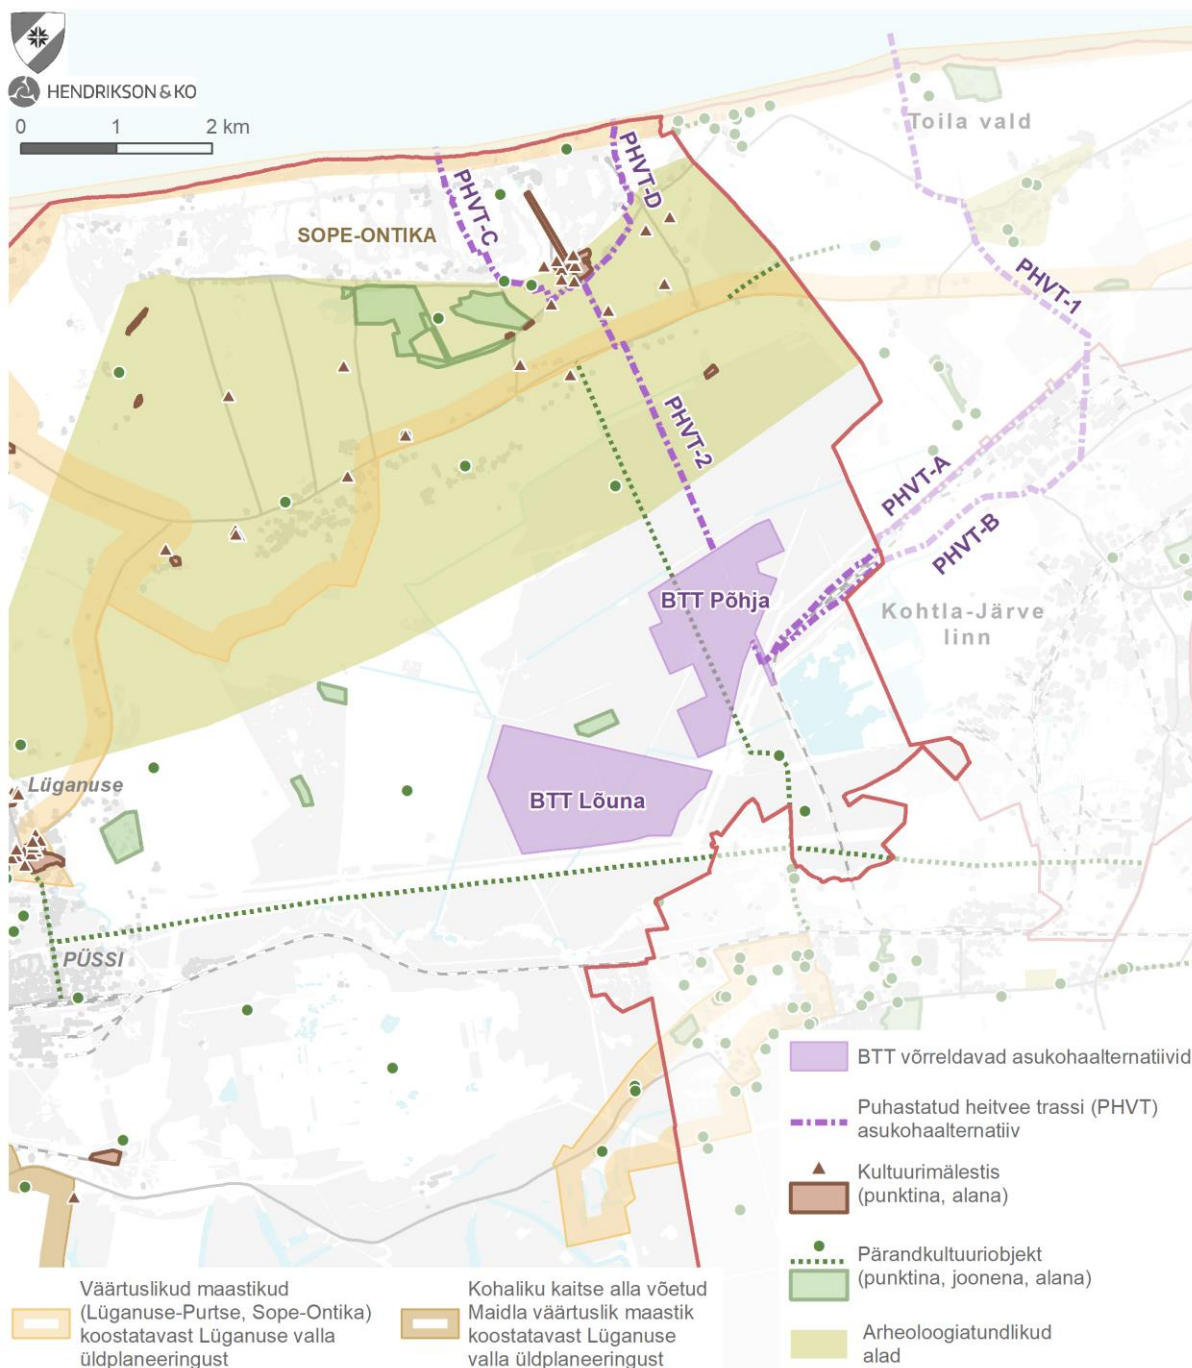 HENDRIKSON & KO
0 1 2 km
Toila vald
PHVT-D
PHVT-C
SOPE-ONTIKA
PHVT-1
PHVT-2
PHVT-A
PHVT-B
BTT Põhja
Kohtla-Järve
linn
Lüganuse
BTT Lõuna
PÜSSI
BTT võrreldavad asukohaalternatiivid
Puhastatud heitvee trassi (PHVT)
asukohaalternatiiv
Kultuurimälestis
(punktina, alana)
Pärandkultuuriobjekt
(punktina, joonena, alana)
Arheoloogiatundlikud
alad
Väärtuslikud maastikud
(Lüganuse-Purtse, Sope-Ontika)
koostatavast Lüganuse valla
üldplaneeringust
Kohaliku kaitse alla võetud
Maidla väärtuslik maastik
koostatavast Lüganuse
valla üldplaneeringust